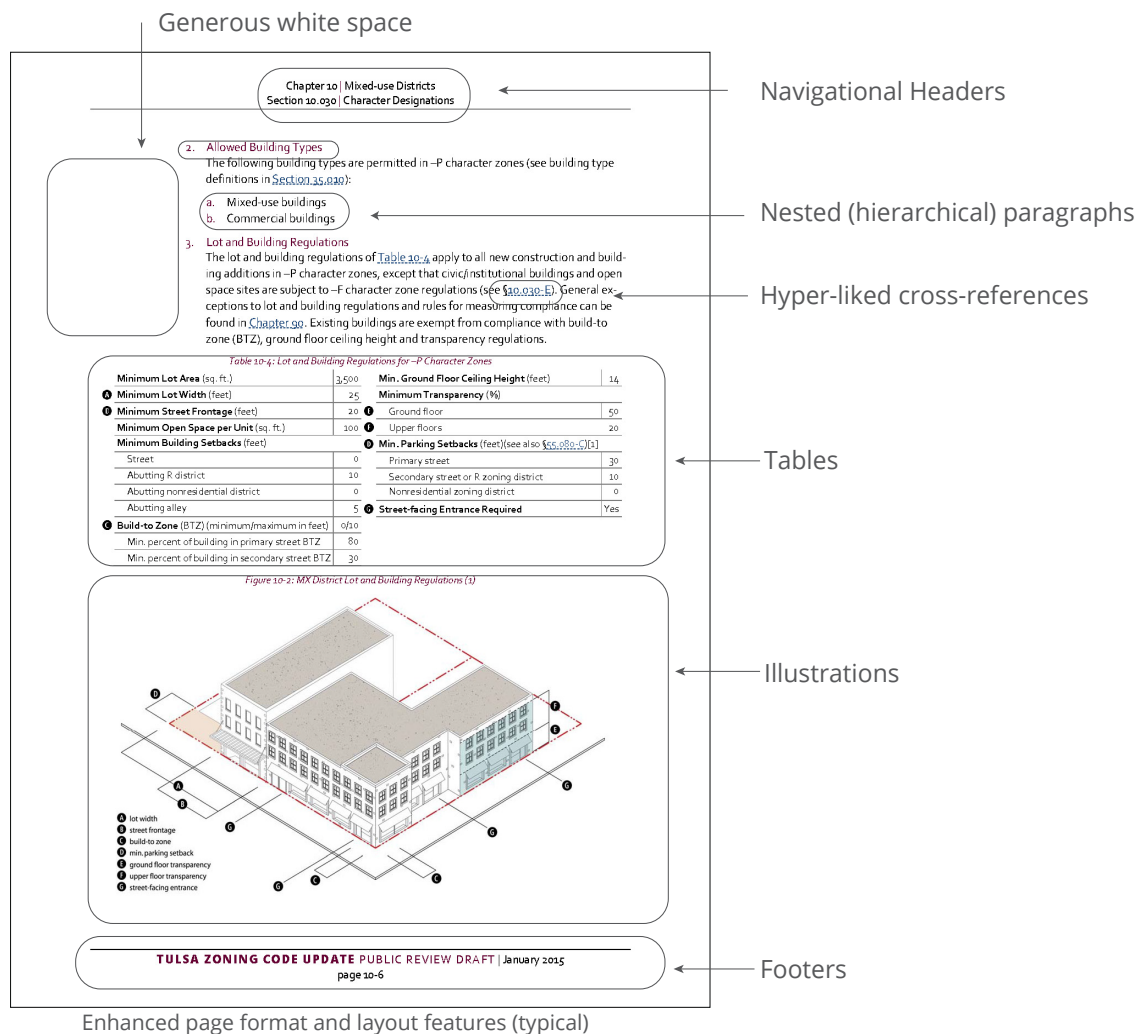 Generous white space
Chapter 10 | Mixed-use Districts
Section 10.030 | Character Designations
Navigational Headers
2. Allowed Building Types
The following building types are permitted in –P character zones (see building type
definitions in Section 35.010):
a. Mixed-use buildings
b. Commercial buildings
Nested (hierarchical) paragraphs
3. Lot and Building Regulations
The lot and building regulations of Table 10-4 apply to all new construction and build-
ing additions in –P character zones, except that civic/institutional buildings and open
space sites are subject to –F character zone regulations (see §10.030-E). General ex-
ceptions to lot and building regulations and rules for measuring compliance can be
found in Chapter 90. Existing buildings are exempt from compliance with build-to
zone (BTZ), ground floor ceiling height and transparency regulations.
Hyper-liked cross-references
Table 10-4: Lot and Building Regulations for –P Character Zones
Minimum Lot Area (sq. ft.) 3,500
A Minimum Lot Width (feet) 25
B Minimum Street Frontage (feet) 20
Minimum Open Space per Unit (sq. ft.) 100
Minimum Building Setbacks (feet)
Street 0
Abutting R district 10
Abutting nonresidential district 0
Abutting alley 5
C Build-to Zone (BTZ) (minimum/maximum in feet) 0/10
Min. percent of building in primary street BTZ 80
Min. percent of building in secondary street BTZ 30
Min. Ground Floor Ceiling Height (feet) 14
Minimum Transparency (%)
E Ground floor 50
F Upper floors 20
D Min. Parking Setbacks (feet)(see also §55.080-C)[1]
Primary street 30
Secondary street or R zoning district 10
Nonresidential zoning district 0
G Street-facing Entrance Required Yes
Tables
Figure 10-2: MX District Lot and Building Regulations (1)
Illustrations
D
F
E
A
B
G
G
G
G
C
C
A lot width
B street frontage
C build-to zone
D min. parking setback
E ground floor transparency
F upper floor transparency
G street-facing entrance
TULSA ZONING CODE UPDATE PUBLIC REVIEW DRAFT | January 2015
page 10-6
Footers
Enhanced page format and layout features (typical)